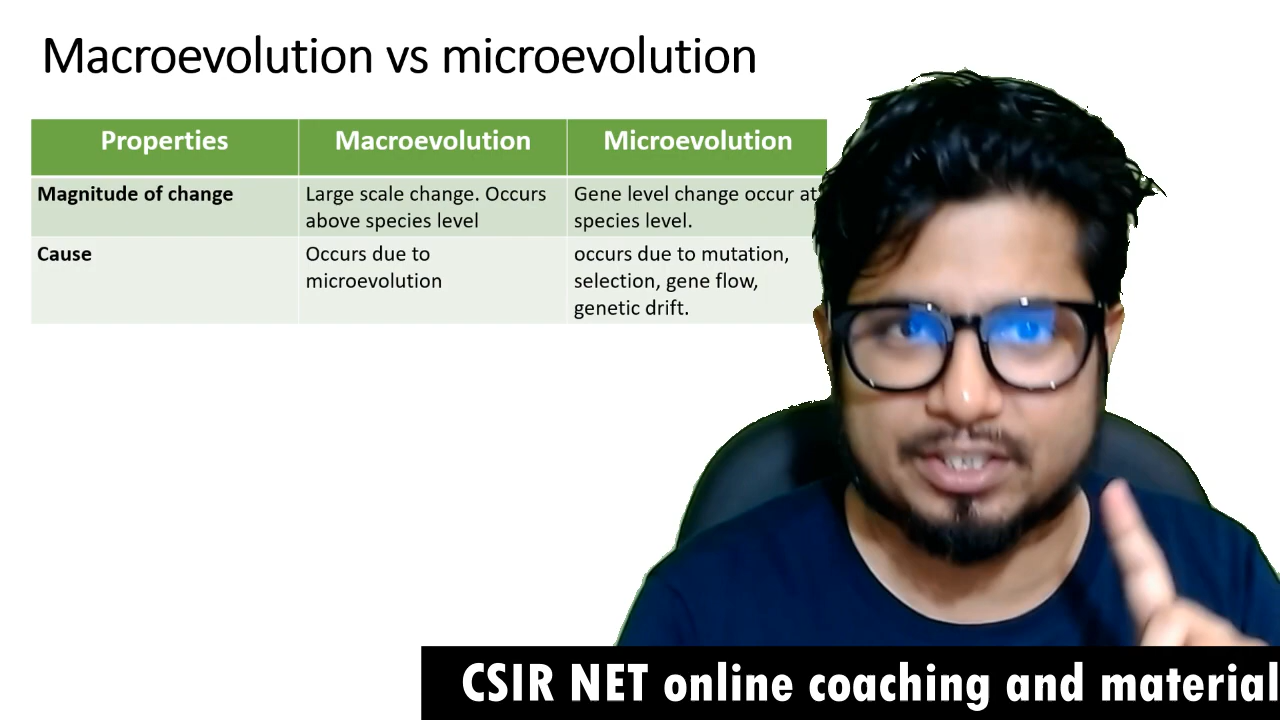 Macroevolution vs microevolution
Properties
Macroevolution
Microevolution
Magnitude of change
Large scale change. Occurs
above species level
Gene level change occur at
species level.
Cause
Occurs due to
microevolution
occurs due to mutation,
selection, gene flow,
genetic drift.
CSIR NET online coaching and material